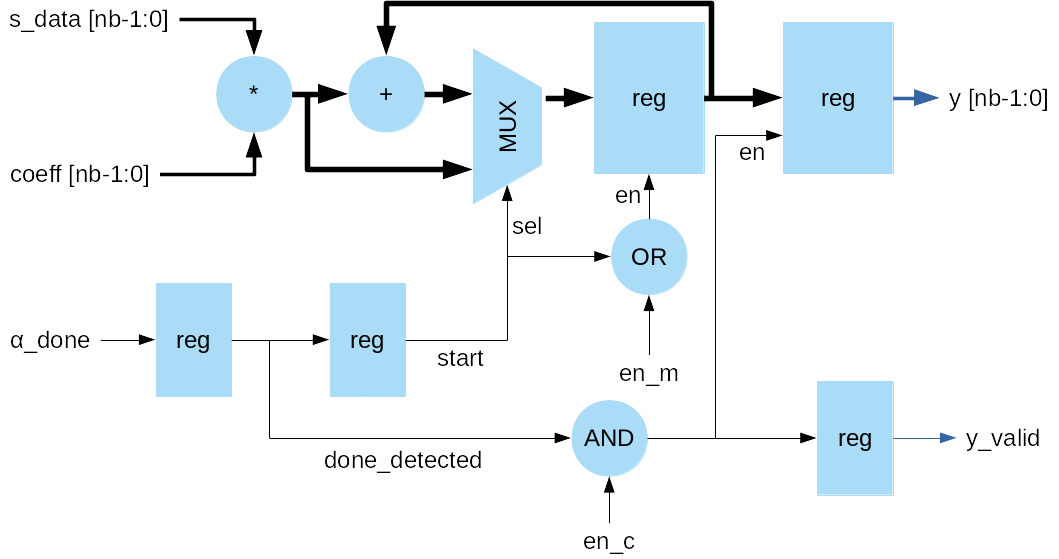 s_data [nb-1:0]
*
+
MUX
reg
reg
y [nb-1:0]
coeff [nb-1:0]
en
en
sel
OR
α_done
reg
reg
start
en_m
done_detected
AND
reg
y_valid
en_c